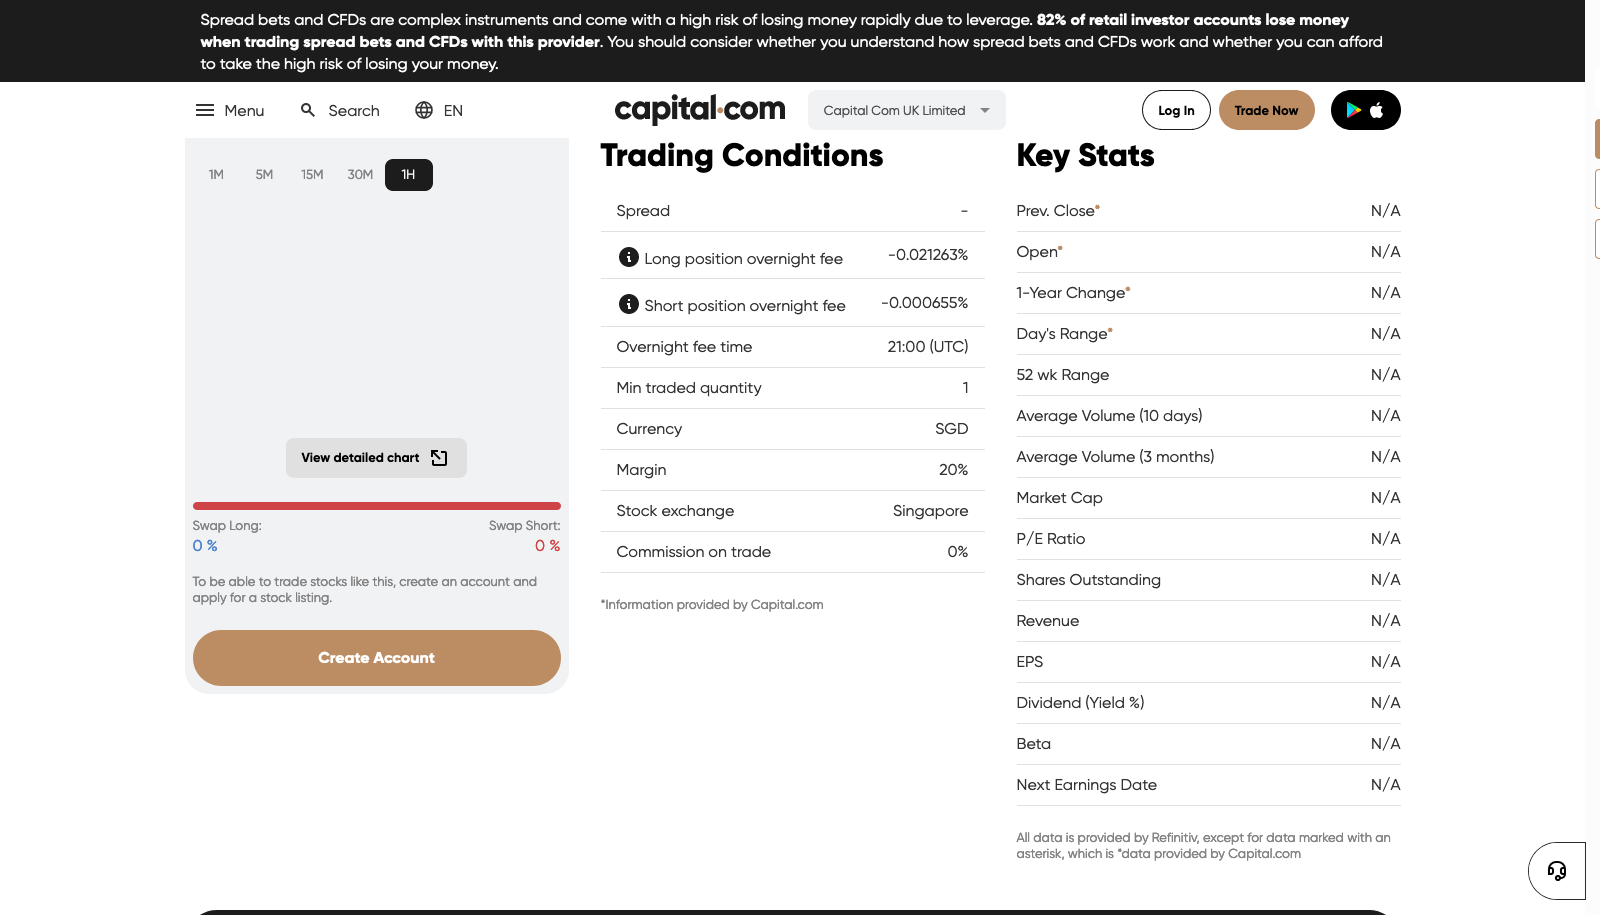 Spread bets and CFDs are complex instruments and come with a high risk of losing money rapidly due to leverage. 82% of retail investor accounts lose money
when trading spread bets and CFDs with this provider. You should consider whether you understand how spread bets and CFDs work and whether you can afford
to take the high risk of losing your money.
Menu
Search
EN
capital.com
Capital Com UK Limited
Log In
Trade Now
1M 5M 15M 30M 1H
View detailed chart
Swap Long: Swap Short:
0 % 0 %
To be able to trade stocks like this, create an account and
apply for a stock listing.
Create Account
Trading Conditions
Spread -
Long position overnight fee -0.021263%
Short position overnight fee -0.000655%
Overnight fee time 21:00 (UTC)
Min traded quantity 1
Currency SGD
Margin 20%
Stock exchange Singapore
Commission on trade 0%
*Information provided by Capital.com
Key Stats
Prev. Close* N/A
Open* N/A
1-Year Change* N/A
Day's Range* N/A
52 wk Range N/A
Average Volume (10 days) N/A
Average Volume (3 months) N/A
Market Cap N/A
P/E Ratio N/A
Shares Outstanding N/A
Revenue N/A
EPS N/A
Dividend (Yield %) N/A
Beta N/A
Next Earnings Date N/A
All data is provided by Refinitiv, except for data marked with an
asterisk, which is *data provided by Capital.com